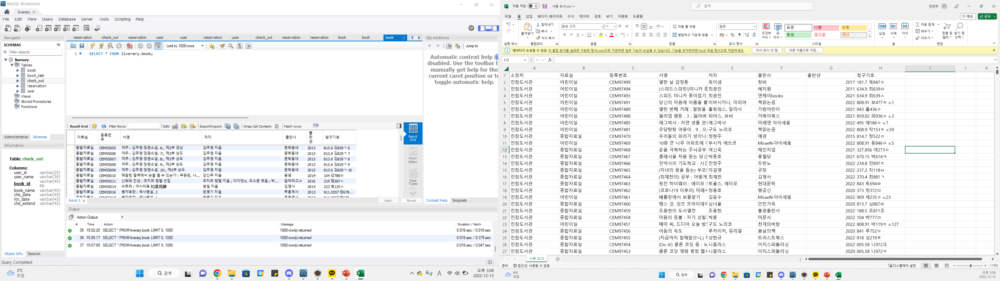 MySQL Workbench
liverary
File Edit View Query Database Server Tools Scripting Help
Navigator
SCHEMAS
Filter objects
liverary
Tables
book
book_test
check_out
reservation
user
Views
Stored Procedures
Functions
Administration Schemas
Information
Table: check_out
Columns:
user_id varchar(25)
user_name varchar(30)
book_id varchar(45) PK
book_name varchar(45)
chk_date varchar(45)
rtn_date varchar(45)
chk_extend varchar(45)
Object Info Session
Query Completed
reservation check_out reservation user user reservation user check_out reservation reservation book book book
Limit to 1000 rows
1 SELECT * FROM liverary.book;
Result Grid Filter Rows: Edit: Export/Import: Wrap Cell Content: Fetch rows:
자료실 등록번호 서명 저자 출판사 출판년 청구기호
종합자료실 CEM55005 객주 : 김주영 장편소설. 6:, 제2부 경상 김주영 지음 문학동네 2013 813.6 김829ㄱ 6
종합자료실 CEM55006 객주 : 김주영 장편소설. 7:, 제3부 상도 김주영 지음 문학동네 2013 813.6 김829ㄱ 7
종합자료실 CEM55007 객주 : 김주영 장편소설. 8:, 제3부 상도 김주영 지음 문학동네 2013 813.6 김829ㄱ 8
종합자료실 CEM55008 객주 : 김주영 장편소설. 9:, 제3부 상도 김주영 지음 문학동네 2013 813.6 김829ㄱ 9
종합자료실 CEM55009 객주 : 김주영 장편소설. 10:, 제3부 상도 김주영 지음 문학동네 2013 813.6 김829ㄱ 10
종합자료실 CEM55010 매달린 절벽에서 손을 뗄 수 있는가 : 무문관, 나... 강신주 지음 동녘 2014 104 강788ㅁ
종합자료실 CEM55011 신화와 인생 : 조지프 캠벨 선집 조지프 캠벨 지음 ; 다이앤 K. 오스본 엮음 ; 박... 갈라파고스 2010 219 캠287ㅅ
종합자료실 CEM55014 수트라 : 여시아독 如是我讀 범일 지음 김영사 2014 223 범135ㅅ
종합자료실 CEM55016 병자호란 : 역사평설. 2 한명기 지음 푸른역사 2013 911.0557 한679...
Result Grid
Form Editor
Field Types
book 1 Apply Revert
SQLAdditions
Jump to
Automatic context help is
disabled. Use the toolbar t
manually get help for the
current caret position or to
toggle automatic help.
Context Help Snippets
Output
Action Output
# Time Action Message Duration / Fetch
35 15:02:25 SELECT * FROM liverary.book LIMIT 0, 1000 1000 row(s) returned 0.016 sec / 0.016 sec
36 15:05:17 SELECT * FROM liverary.book LIMIT 0, 1000 1000 row(s) returned 0.016 sec / 0.375 sec
37 15:07:09 SELECT * FROM liverary.book LIMIT 0, 1000 1000 row(s) returned 0.016 sec / 0.047 sec
3°C
흐림
검색
오후 3:08
2022-12-13
자동 저장 끔 사용 도서.csv 검색 진민주
파일 홈 삽입 페이지 레이아웃 수식 데이터 검토 보기 자동화 도움말 메모 공유
붙여넣기 잘라내기 복사 서식 복사
맑은 고딕 11 가 가 가
자동 줄 바꿈 병합하고 가운데 맞춤
일반
조건부 서식 표 서식
표준 나쁨 보통
좋음 경고문 계산
삽입 삭제 서식
자동 합계 채우기 지우기
정렬 및 필터 찾기 및 선택
실행 취소 클립보드 글꼴 맞춤 표시 형식 스타일 셀 편집
데이터가 손실될 수 있음 이 통합 문서를 쉼표로 구분된 형식(.csv)으로 저장하면 일부 기능이 손실될 수 있습니다. 기능을 유지하려면 Excel 파일 형식으로 저장하세요. 다시 표시 안 함 다른 이름으로 저장...
I12 fx
A B C D E F G H I J K
1 소장처 자료실 등록번호 서명 저자 출판사 출판년 청구기호
2 진잠도서관 어린이실 CEM97499 열한 살 감정툰 옥이샘 창비 2017 181.7 옥847ㅇ
3 진잠도서관 어린이실 CEM97494 (스피드스피릿!)미니카 종 최광진 혜지원 2011 634.9 최639ㅁ
4 진잠도서관 어린이실 CEM97493 스피드 미니카 종이접기 최광진 앤제이books 2021 634.9 최639ㅅ
5 진잠도서관 어린이실 CEM97491 당신의 마음에 이름을 붙 이바시키나, 마리야 책읽는곰 2022 808.91 보477ㅊ v.1
6 진잠도서관 어린이실 CEM97489 열한 번째 거래 : 절망을 홀링워스, 알리사 가람어린이 2021 843 홀436ㅇ
7 진잠도서관 어린이실 CEM97488 윌리엄 웬튼 . 3 , 잃어버 피어스, 보비 거북이북스 2021 859.82 피936ㅇ v.3
8 진잠도서관 어린이실 CEM97485 에그박사 : 자연 생물 관 에그박사 미래엔 아이세움 2022 495 에186ㅇ v.7
9 진잠도서관 어린이실 CEM97481 우당탕탕 야옹이 . 9 , 으 구도 노리코 책읽는곰 2022 808.9 작153ㅊ v.59
10 진잠도서관 종합자료실 CEM97470 우리들의 파리가 생각나 정현주 예경 2015 814.7 정522ㅇ
11 진잠도서관 어린이실 CEM97469 10층 큰 나무 아파트에 부시카 에쓰코 MiraeN·아이세움 2022 808.91 동846ㅇ v.5
12 진잠도서관 종합자료실 CEM97468 운을 극복하는 주식공부 여신욱 체인지업 2021 327.856 여273ㅇ
13 진잠도서관 종합자료실 CEM97467 클래식을 처음 듣는 당신 박종호 풍월당 2021 670.15 박614ㅋ
14 진잠도서관 종합자료실 CEM97466 진약사의 기도학교 : 시간 진정주 두란노 2022 234.8 진897ㅈ
15 진잠도서관 종합자료실 CEM97465 (자녀의 꿈을 돕는) 부모 차길영 규장 2022 237.2 차118ㅂ
16 진잠도서관 종합자료실 CEM97464 (최재천의) 공부 : 어떻게 최재천 김영사 2022 370.4 최881ㄱ
17 진잠도서관 종합자료실 CEM97463 링컨 하이웨이 : 에이모 토울스, 에이모 현대문학 2022 843 토694ㄹ
18 진잠도서관 종합자료실 CEM97462 (코로나19 이후의) 미래 정용호 행공신 2020 373 정372ㅁ
19 진잠도서관 어린이실 CEM97461 베를린에서 보물찾기 김윤수 MiraeN·아이세움 2022 909 세235ㅇ v.23
20 진잠도서관 종합자료실 CEM97460 땡스 갓, 잇츠 프라이데이 심너울 안전가옥 2020 813.7 심867ㄸ
21 진잠도서관 종합자료실 CEM97459 조용헌의 도사열전 조용헌 불광출판사 2022 188.5 조811조
22 진잠도서관 종합자료실 CEM97458 마음의 등불 : 자기 성찰 박훈 미문사 2022 104 박777ㅁ
23 진잠도서관 어린이실 CEM97457 매미 씨, 드디어 오늘 밤 구도 노리코 천개의바람 2022 808.91 바119ㅊ v.127
24 진잠도서관 종합자료실 CEM97456 어둠의 속도 루카이저, 뮤리얼 봄날의책 2020 841 루752ㅇ
25 진잠도서관 종합자료실 CEM97455 (지금까지 잘해왔으니,) 성현규 트러스트북스 2022 818 성219ㅎ
26 진잠도서관 종합자료실 CEM97454 (Do it!) 클론 코딩 줌 : 노 니꼴라스 이지스퍼블리싱 2022 005.58 니972크
27 진잠도서관 종합자료실 CEM97453 클론 코딩 영화 평점 웹 니꼴라스 이지스퍼블리싱 2020 005.58 니972ㅋ
사용 도서
준비 접근성: 사용할 수 없음 디스플레이 설정 115%
3°C
흐림
검색
오후 3:08
2022-12-13